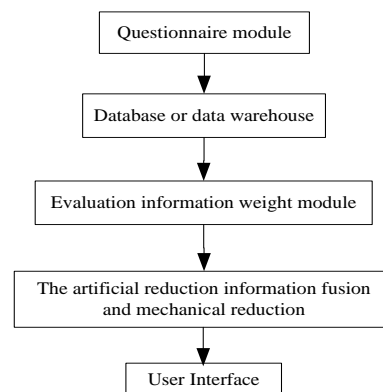 Questionnaire module
Database or data warehouse
Evaluation information weight module
The artificial reduction information fusion
and mechanical reduction
User Interface